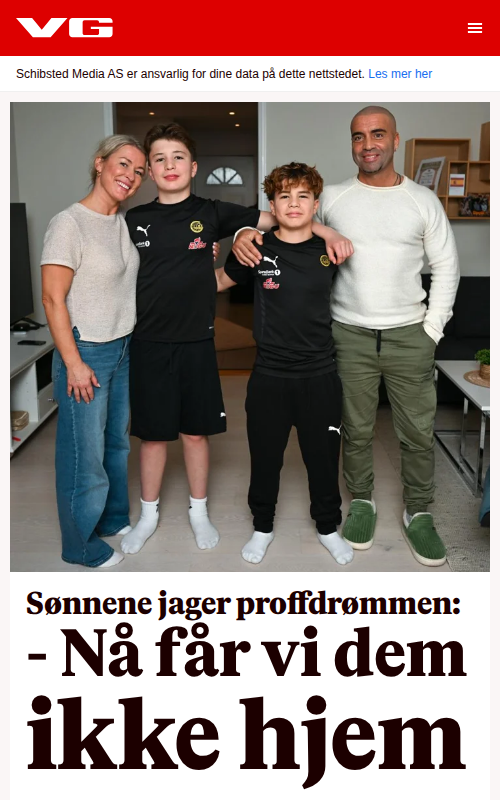 VG
Schibsted Media AS er ansvarlig for dine data på dette nettstedet. Les mer her
Sønnene jager proffdrømmen:
- Nå får vi dem
ikke hjem